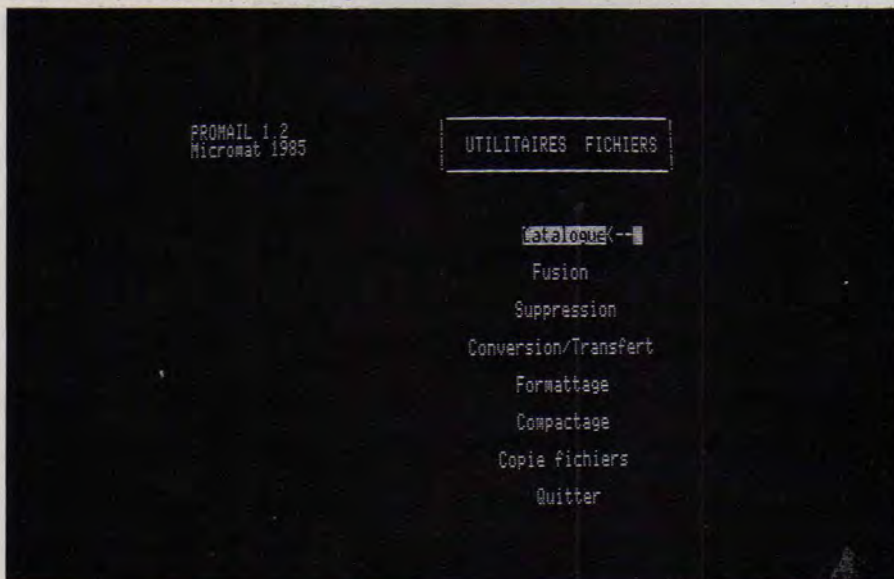 PROMAIL 1.2
Micromat 1985
UTILITAIRES FICHIERS
Catalogue<--
Fusion
Suppression
Conversion/Transfert
Formattage
Compactage
Copie fichiers
Quitter